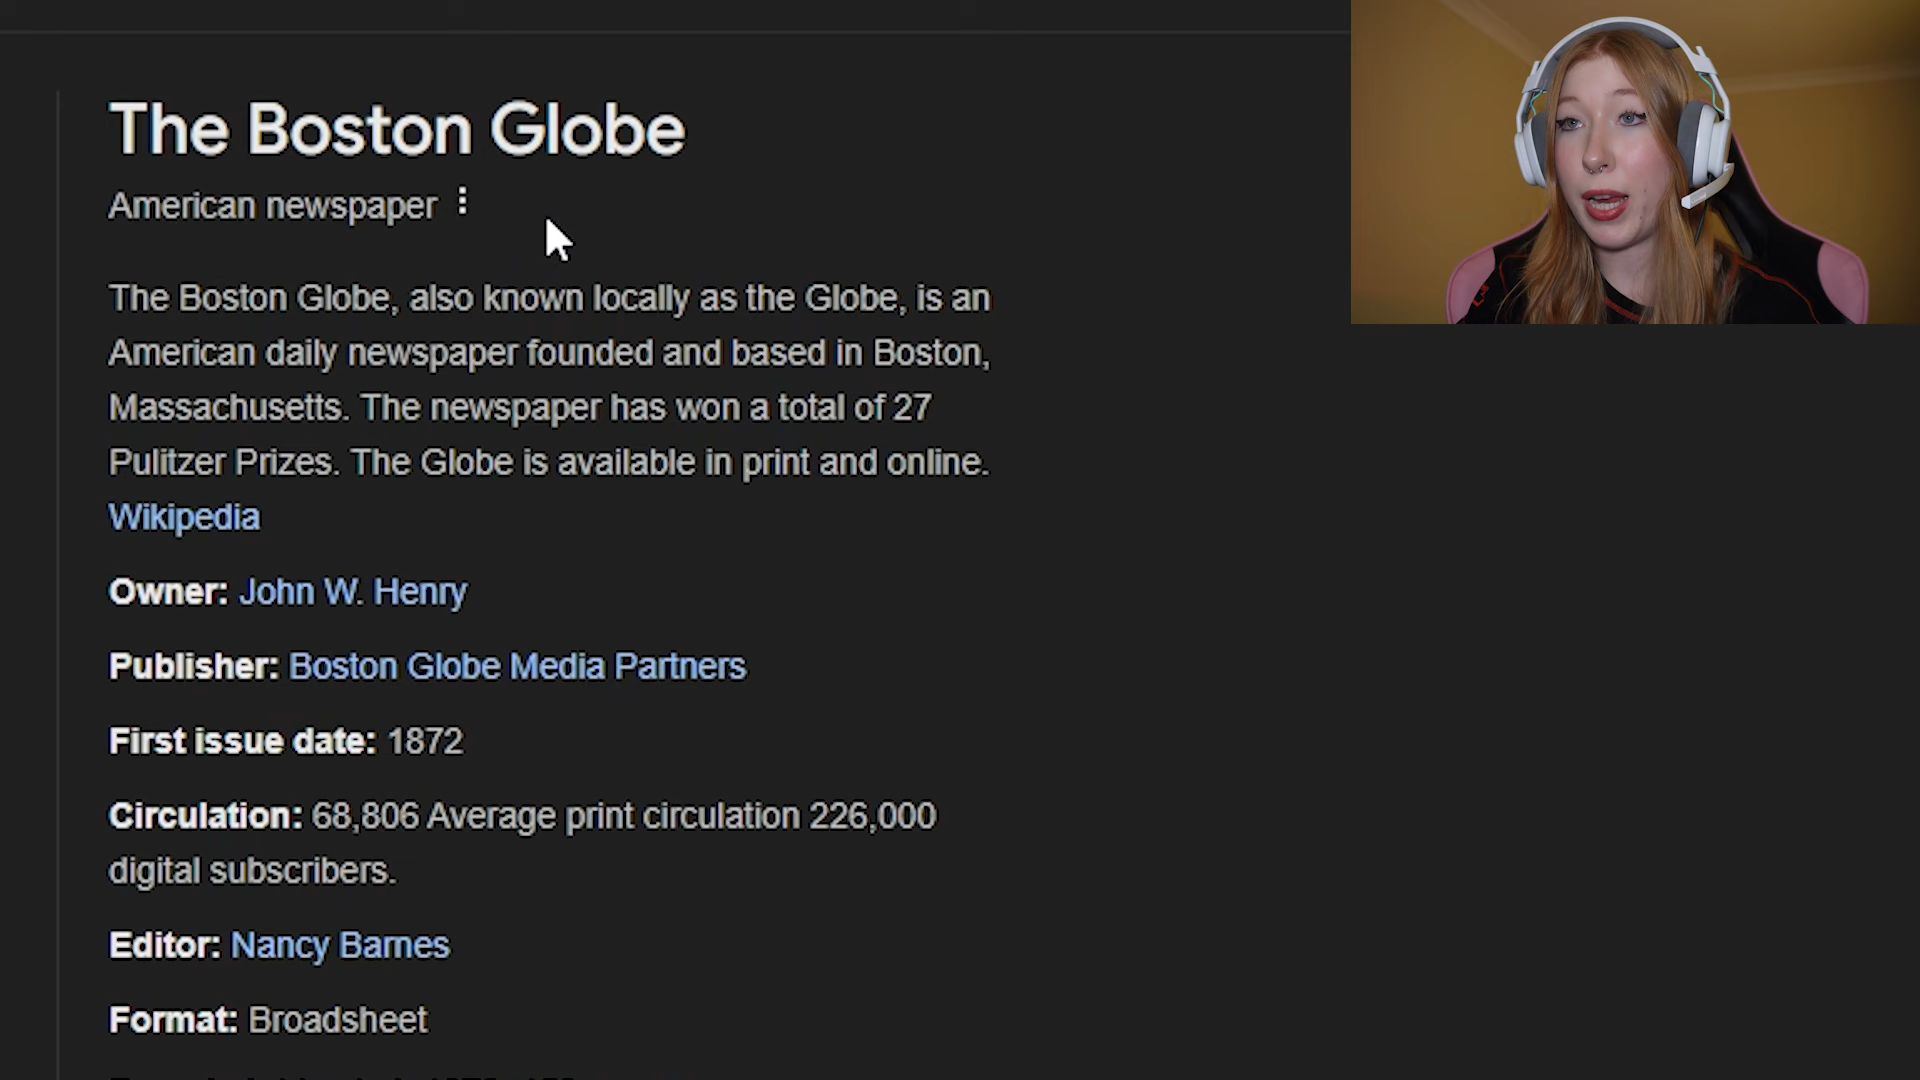 The Boston Globe
American newspaper
The Boston Globe, also known locally as the Globe, is an
American daily newspaper founded and based in Boston,
Massachusetts. The newspaper has won a total of 27
Pulitzer Prizes. The Globe is available in print and online.
Wikipedia
Owner: John W. Henry
Publisher: Boston Globe Media Partners
First issue date: 1872
Circulation: 68,806 Average print circulation 226,000
digital subscribers.
Editor: Nancy Barnes
Format: Broadsheet